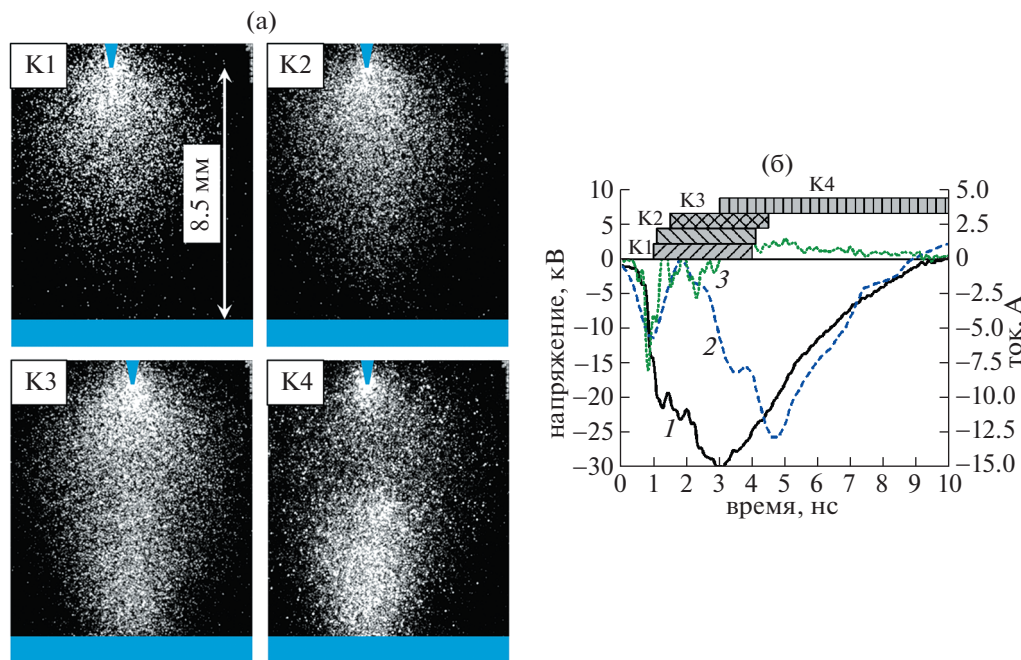 (а)
K1
K2
8.5 мм
K3
K4
(б)
напряжение, кВ
10
5
0
−5
−10
−15
−20
−25
−30
K4
K3
K2
K1
1
2
3
5.0
2.5
0
−2.5
−5.0
−7.5
−10.0
−12.5
−15.0
ток, А
0 1 2 3 4 5 6 7 8 9 10
время, нс